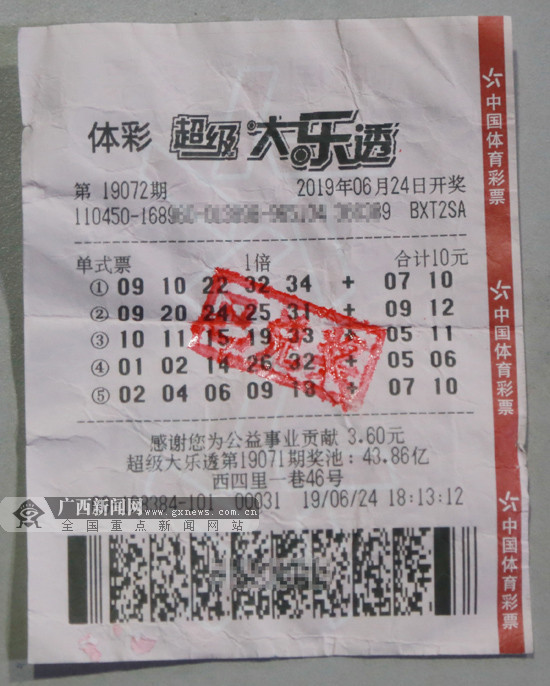 体彩 超级大乐透
第 19072期 2019年06月24日开奖
110450-168 9 BXT2SA
单式票 1倍 合计10元
① 09 10 22 32 34 + 07 10
② 09 20 24 25 31 + 09 12
③ 10 11 15 19 33 + 05 11
④ 01 02 14 26 32 + 05 06
⑤ 02 04 06 09 13 + 07 10
感谢您为公益事业贡献 3.60元
超级大乐透第19071期奖池：43.86亿
西四里一巷46号
384-101 00031 19/06/24 18:13:12
广西新闻网
www.gxnews.com.cn
全国重点新闻网站
中国体育彩票
中国体育彩票
中国体育彩票